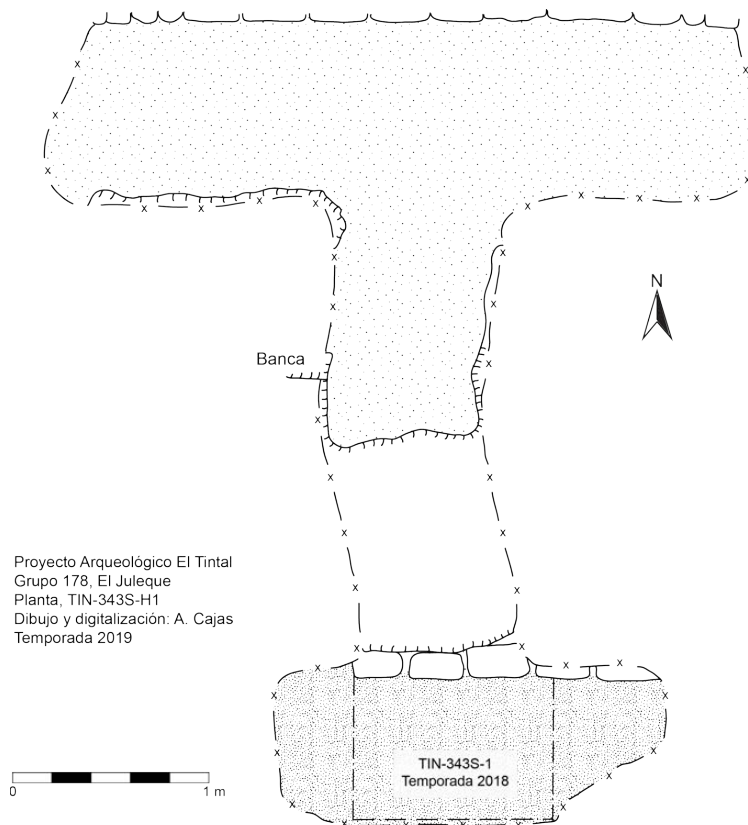 N
Banca
Proyecto Arqueológico El Tintal
Grupo 178, El Juleque
Planta, TIN-343S-H1
Dibujo y digitalización: A. Cajas
Temporada 2019
TIN-343S-1
Temporada 2018
0 1 m